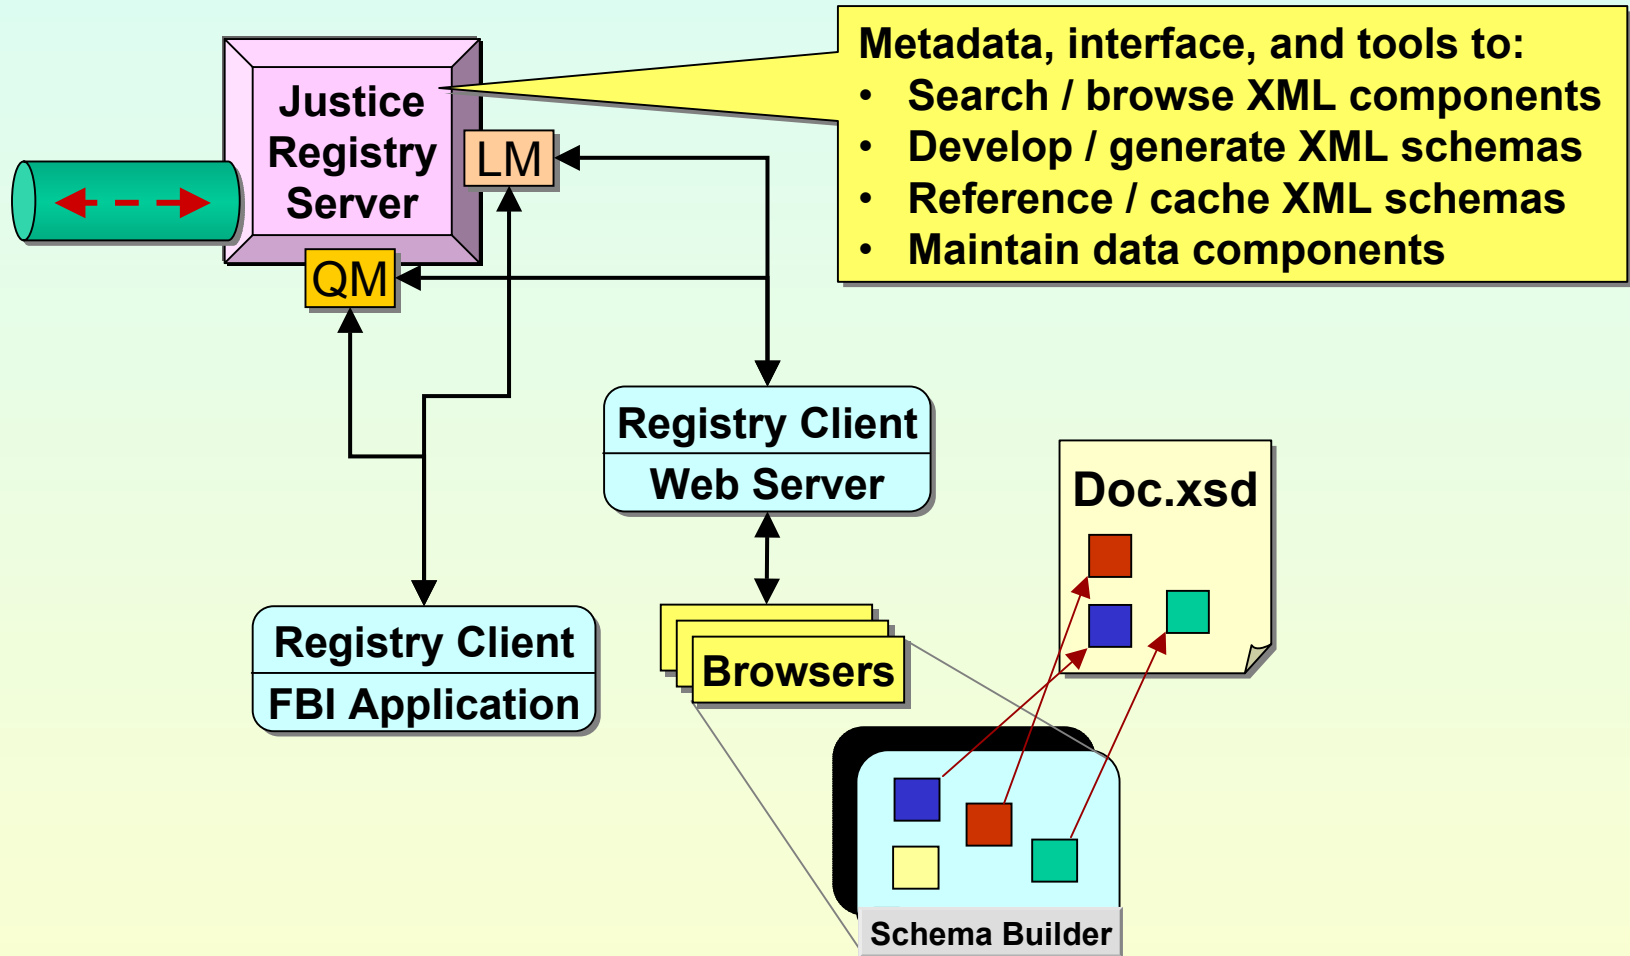 Metadata, interface, and tools to:
• Search / browse XML components
• Develop / generate XML schemas
• Reference / cache XML schemas
• Maintain data components
Justice
Registry
Server
LM
QM
Registry Client
Web Server
Doc.xsd
Registry Client
FBI Application
Browsers
Schema Builder